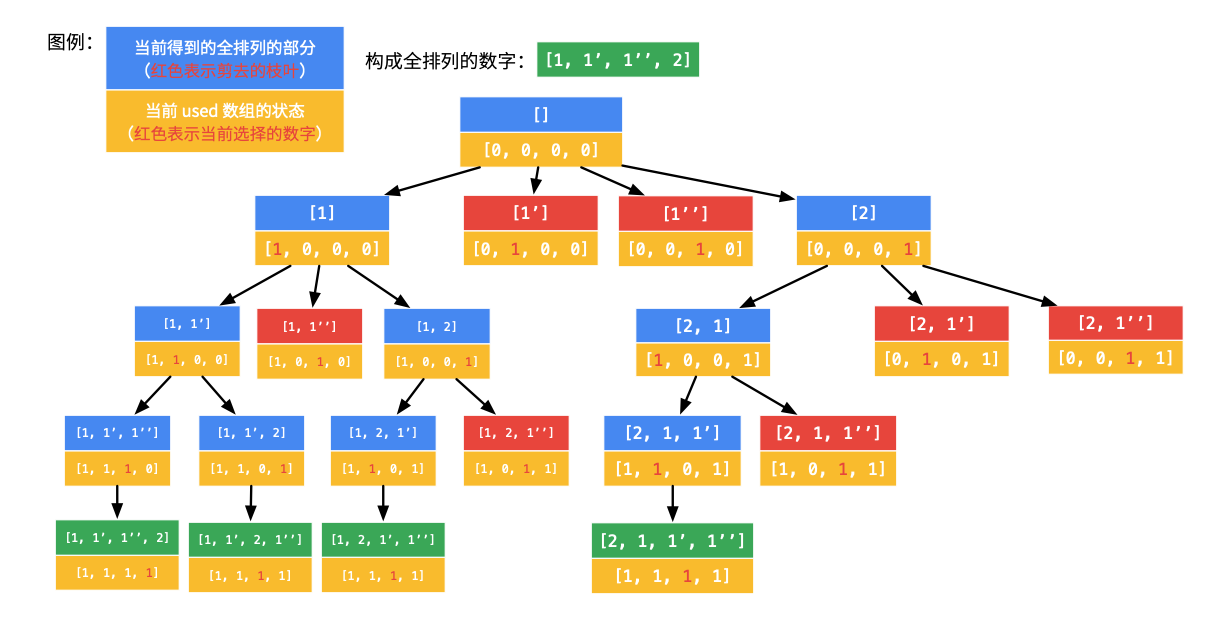 图例：
当前得到的全排列的部分
（红色表示剪去的枝叶）
当前 used 数组的状态
（红色表示当前选择的数字）
构成全排列的数字：
[1, 1’, 1’’, 2]
[]
[0, 0, 0, 0]
[1]
[1, 0, 0, 0]
[1’]
[0, 1, 0, 0]
[1’’]
[0, 0, 1, 0]
[2]
[0, 0, 0, 1]
[1, 1’]
[1, 1, 0, 0]
[1, 1’’]
[1, 0, 1, 0]
[1, 2]
[1, 0, 0, 1]
[2, 1]
[1, 0, 0, 1]
[2, 1’]
[0, 1, 0, 1]
[2, 1’’]
[0, 0, 1, 1]
[1, 1’, 1’’]
[1, 1, 1, 0]
[1, 1’, 2]
[1, 1, 0, 1]
[1, 2, 1’]
[1, 1, 0, 1]
[1, 2, 1’’]
[1, 0, 1, 1]
[2, 1, 1’]
[1, 1, 0, 1]
[2, 1, 1’’]
[1, 0, 1, 1]
[1, 1’, 1’’, 2]
[1, 1, 1, 1]
[1, 1’, 2, 1’’]
[1, 1, 1, 1]
[1, 2, 1’, 1’’]
[1, 1, 1, 1]
[2, 1, 1’, 1’’]
[1, 1, 1, 1]